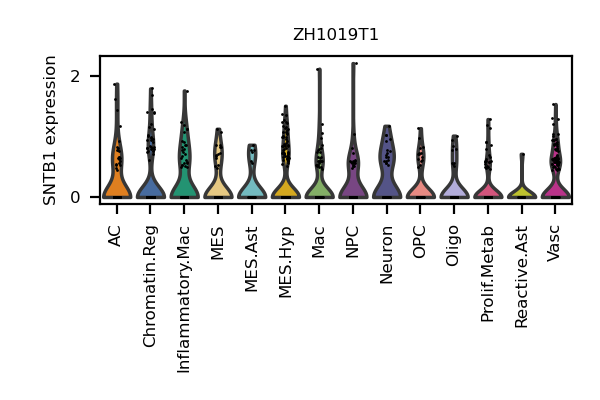 ZH1019T1
SNTB1 expression
2
0
AC
Chromatin.Reg
Inflammatory.Mac
MES
MES.Ast
MES.Hyp
Mac
NPC
Neuron
OPC
Oligo
Prolif.Metab
Reactive.Ast
Vasc